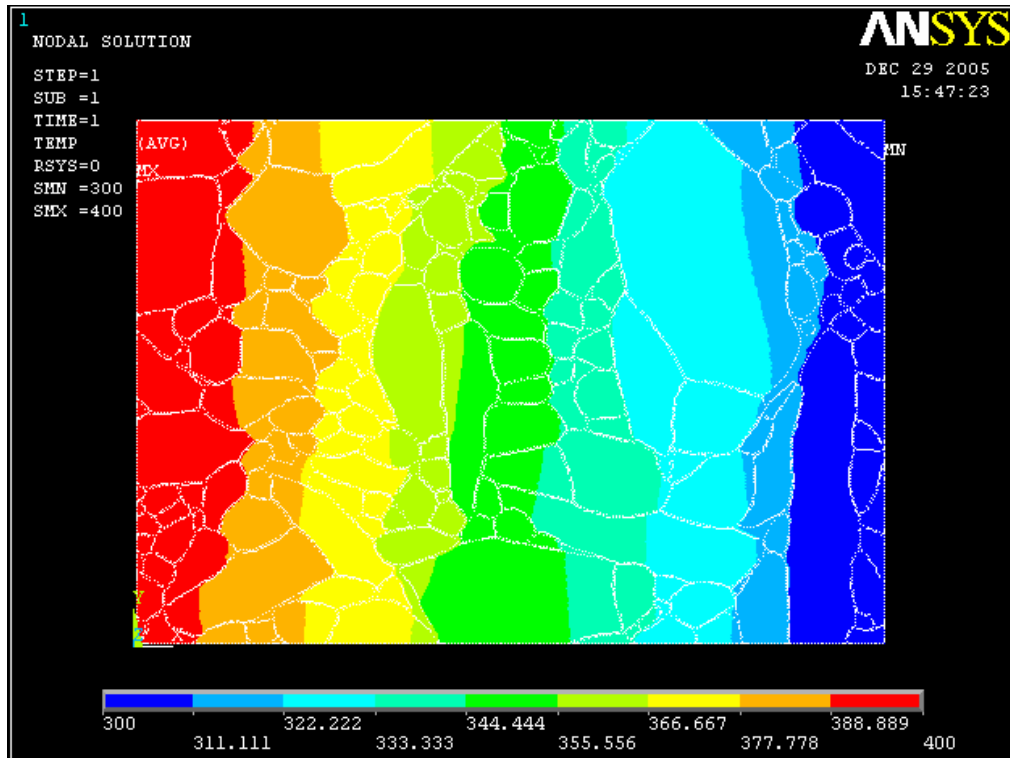 1
NODAL SOLUTION
STEP=1
SUB =1
TIME=1
TEMP (AVG)
RSYS=0
SMN =300
SMX =400
ANSYS
DEC 29 2005
15:47:23
MX
MN
Y
Z
300 322.222 344.444 366.667 388.889
311.111 333.333 355.556 377.778 400